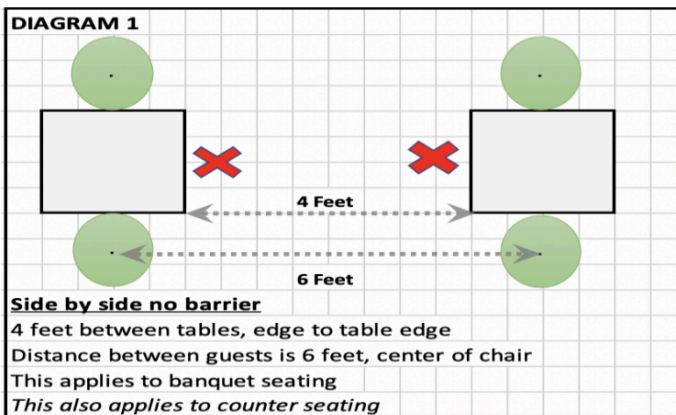 DIAGRAM 1
4 Feet
6 Feet
Side by side no barrier
4 feet between tables, edge to table edge
Distance between guests is 6 feet, center of chair
This applies to banquet seating
This also applies to counter seating